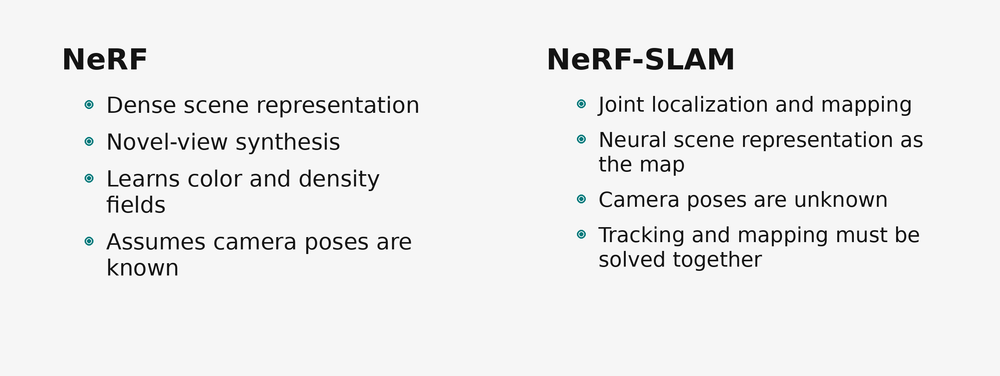 NeRF
Dense scene representation
Novel-view synthesis
Learns color and density
fields
Assumes camera poses are
known
NeRF-SLAM
Joint localization and mapping
Neural scene representation as
the map
Camera poses are unknown
Tracking and mapping must be
solved together